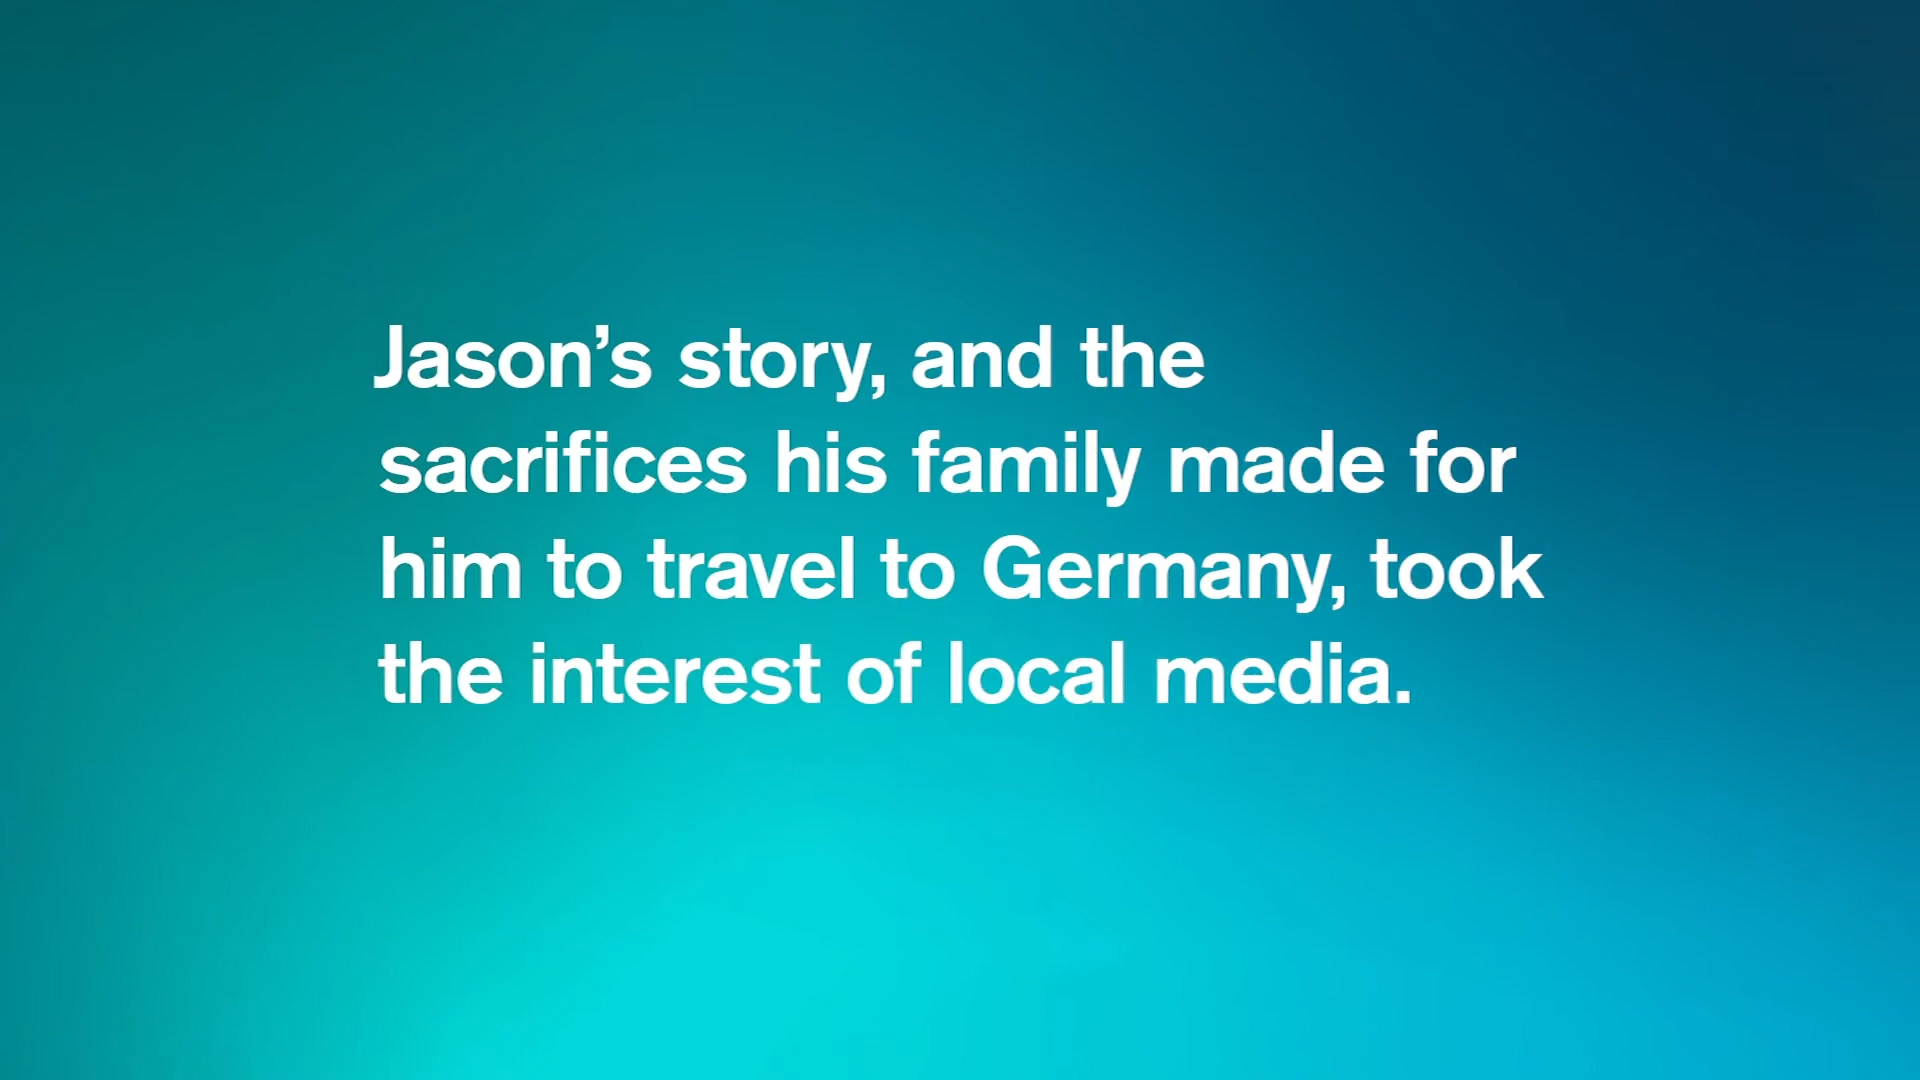 Jason’s story, and the
sacrifices his family made for
him to travel to Germany, took
the interest of local media.